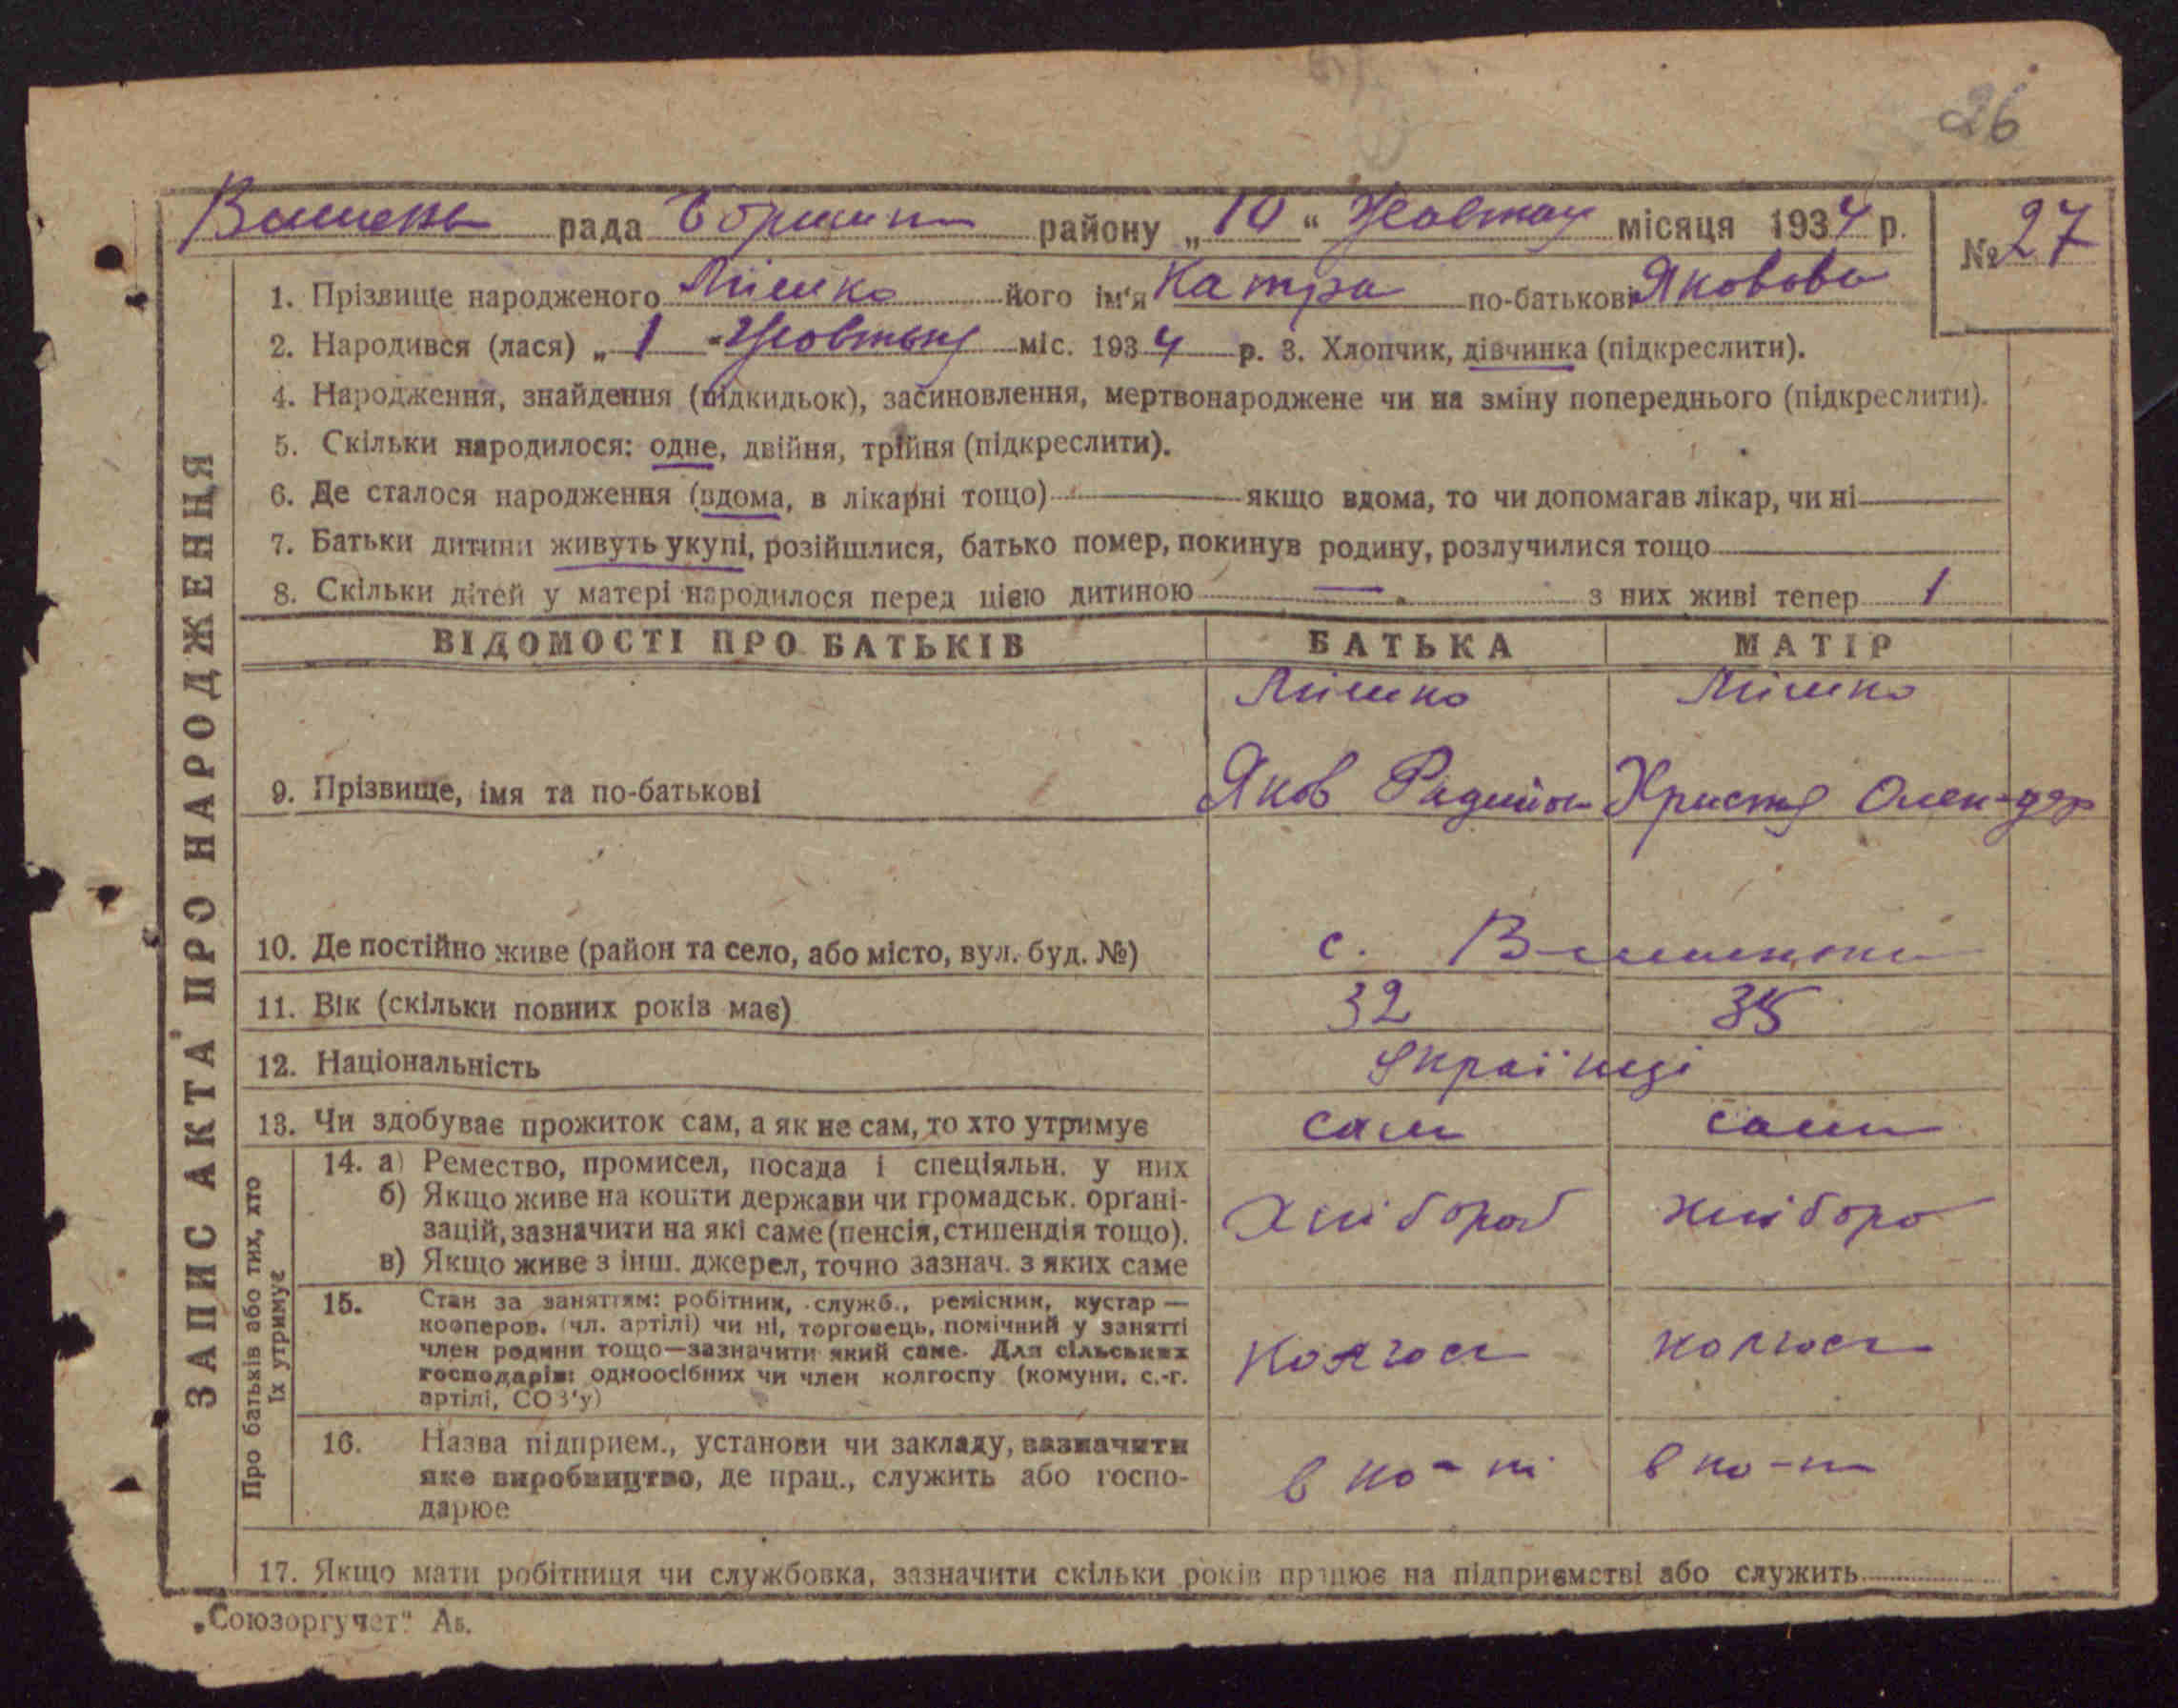 26
рада района „10“ Жовтня місяця 1934 р.
№ 27
1. Прізвище народженого Мішко його ім'я Катря по-батькові Яковова
2. Народився (лася) „1" Жовтня міс. 1934 р. 3. Хлопчик, дівчинка (підкреслити).
4. Народження, знайдення (підкидьок), засиновлення, мертвонароджене чи на зміну попереднього (підкреслити).
5. Скільки народилося: одне, двійня, трійня (підкреслити).
6. Де сталося народження (вдома, в лікарні тощо) якщо вдома, то чи допомагав лікар, чи ні
7. Батьки дитини живуть укупі, розійшлися, батько помер, покинув родину, розлучилися тощо
8. Скільки дітей у матері народилося перед цією дитиною — з них живі тепер 1
ВІДОМОСТІ ПРО БАТЬКІВ БАТЬКА МАТІР
Мішко Мішко
9. Прізвище, імя та по-батькові Яков Христя
10. Де постійно живе (район та село, або місто, вул. буд. №) с.
11. Вік (скільки повних років має) 32 35
12. Національність Українці
13. Чи здобуває прожиток сам, а як не сам, то хто утримує сам сама
14. а) Ремество, промисел, посада і спеціяльн. у них
б) Якщо живе на кошти держави чи громадськ. орґані-
зацій, зазначити на які саме (пенсія, стипендія тощо). Хлібороб хлібороб
в) Якщо живе з інш. джерел, точно зазнач. з яких саме
15. Стан за заняттям: робітник, служб., ремісник, кустар —
кооперов. (чл. артілі) чи ні, торговець, помічний у занятті
член родини тощо—зазначити який саме. Для сільських
господарів: одноосібних чи член колгоспу (комуни, с.-г. колгосп колгосп
артілі, СОЗ'у)
16. Назва підприєм., установи чи закладу, зазначити
яке виробництво, де прац., служить або госпо-
дарює
17. Якщо мати робітниця чи службовка, зазначити скільки років працює на підприємстві або служить
„Союзоргучет" Аб.
ЗАПИС АКТА ПРО НАРОДЖЕННЯ
Про батьків або тих, хто
їх утримує